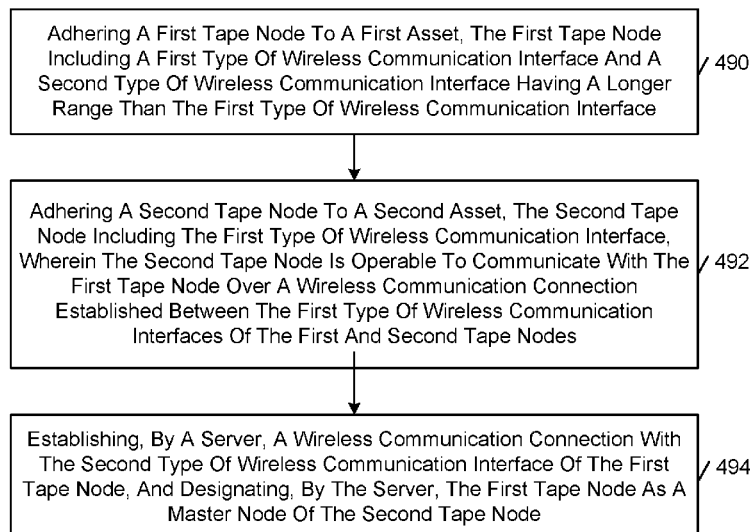 Adhering A First Tape Node To A First Asset, The First Tape Node
Including A First Type Of Wireless Communication Interface And A
Second Type Of Wireless Communication Interface Having A Longer
Range Than The First Type Of Wireless Communication Interface
490
Adhering A Second Tape Node To A Second Asset, The Second Tape
Node Including The First Type Of Wireless Communication Interface,
Wherein The Second Tape Node Is Operable To Communicate With The
First Tape Node Over A Wireless Communication Connection
Established Between The First Type Of Wireless Communication
Interfaces Of The First And Second Tape Nodes
492
Establishing, By A Server, A Wireless Communication Connection With
The Second Type Of Wireless Communication Interface Of The First
Tape Node, And Designating, By The Server, The First Tape Node As A
Master Node Of The Second Tape Node
494